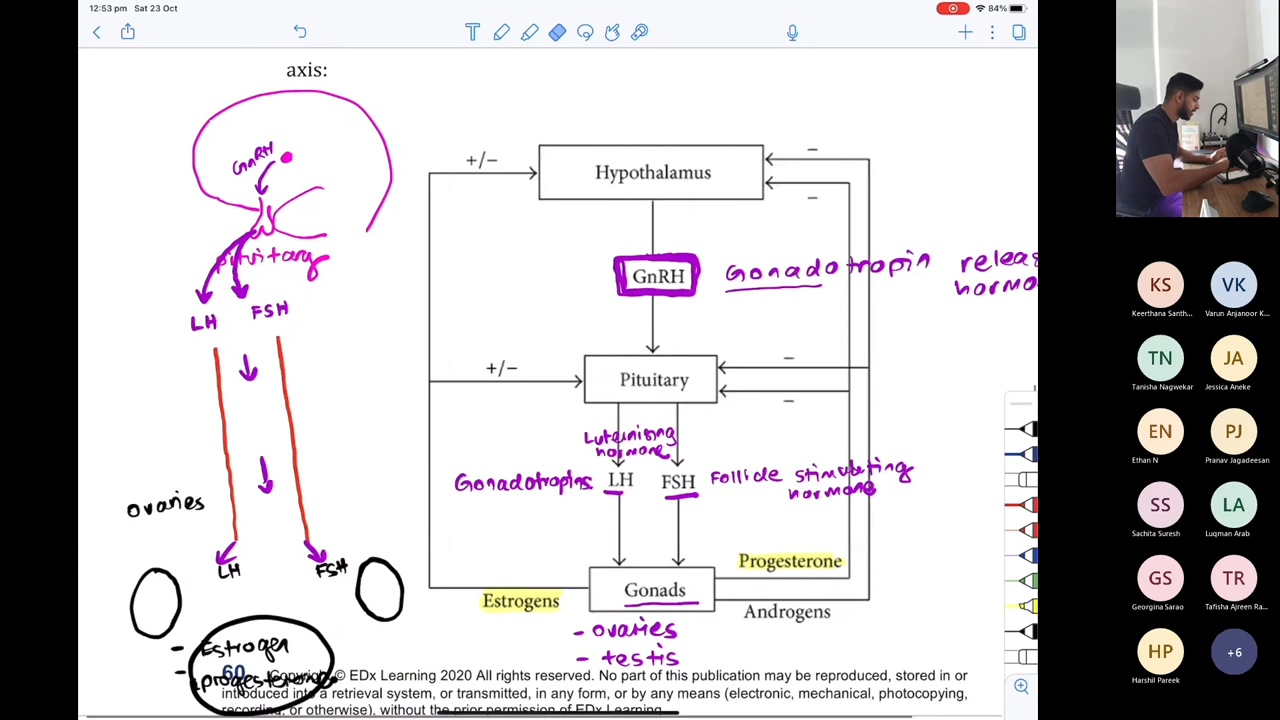 12:53 pm Sat 23 Oct
84%
axis:
GnRH
pituitary
LH
FSH
ovaries
LH
FSH
- Estrogen
- progesterone
+/−
Hypothalamus
−
−
GnRH
Gonadotropin releas
hormo
+/−
Pituitary
−
−
Luteinising
hormone
Gonadotropins
LH
FSH
Follicle stimulating
hormone
Progesterone
Estrogens
Gonads
Androgens
- ovaries
- testis
60
Copyright © EDx Learning 2020 All rights reserved. No part of this publication may be reproduced, stored in or
introduced into a retrieval system, or transmitted, in any form, or by any means (electronic, mechanical, photocopying,
recording, or otherwise), without the prior permission of EDx Learning.
KS
VK
Keerthana Santh...
Varun Anjanoor K...
TN
JA
Tanisha Nagwekar
Jessica Aneke
EN
PJ
Ethan N
Pranav Jagadeesan
SS
LA
Sachita Suresh
Luqman Arab
GS
TR
Georgina Sarao
Tafisha Ajreen Ra...
HP
+6
Harshil Pareek